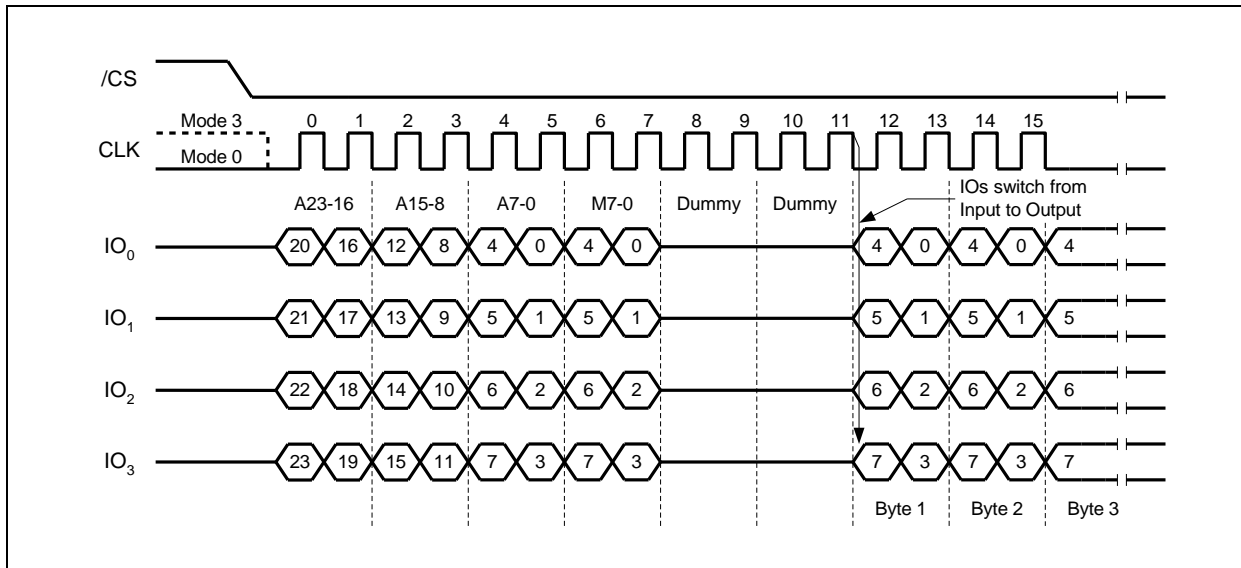 /CS
Mode 3 0 1 2 3 4 5 6 7 8 9 10 11 12 13 14 15
CLK
Mode 0
IOs switch from
Input to Output
A23-16 A15-8 A7-0 M7-0 Dummy Dummy
IO0 20 16 12 8 4 0 4 0 4 0 4 0 4
IO1 21 17 13 9 5 1 5 1 5 1 5 1 5
IO2 22 18 14 10 6 2 6 2 6 2 6 2 6
IO3 23 19 15 11 7 3 7 3 7 3 7 3 7
Byte 1 Byte 2 Byte 3